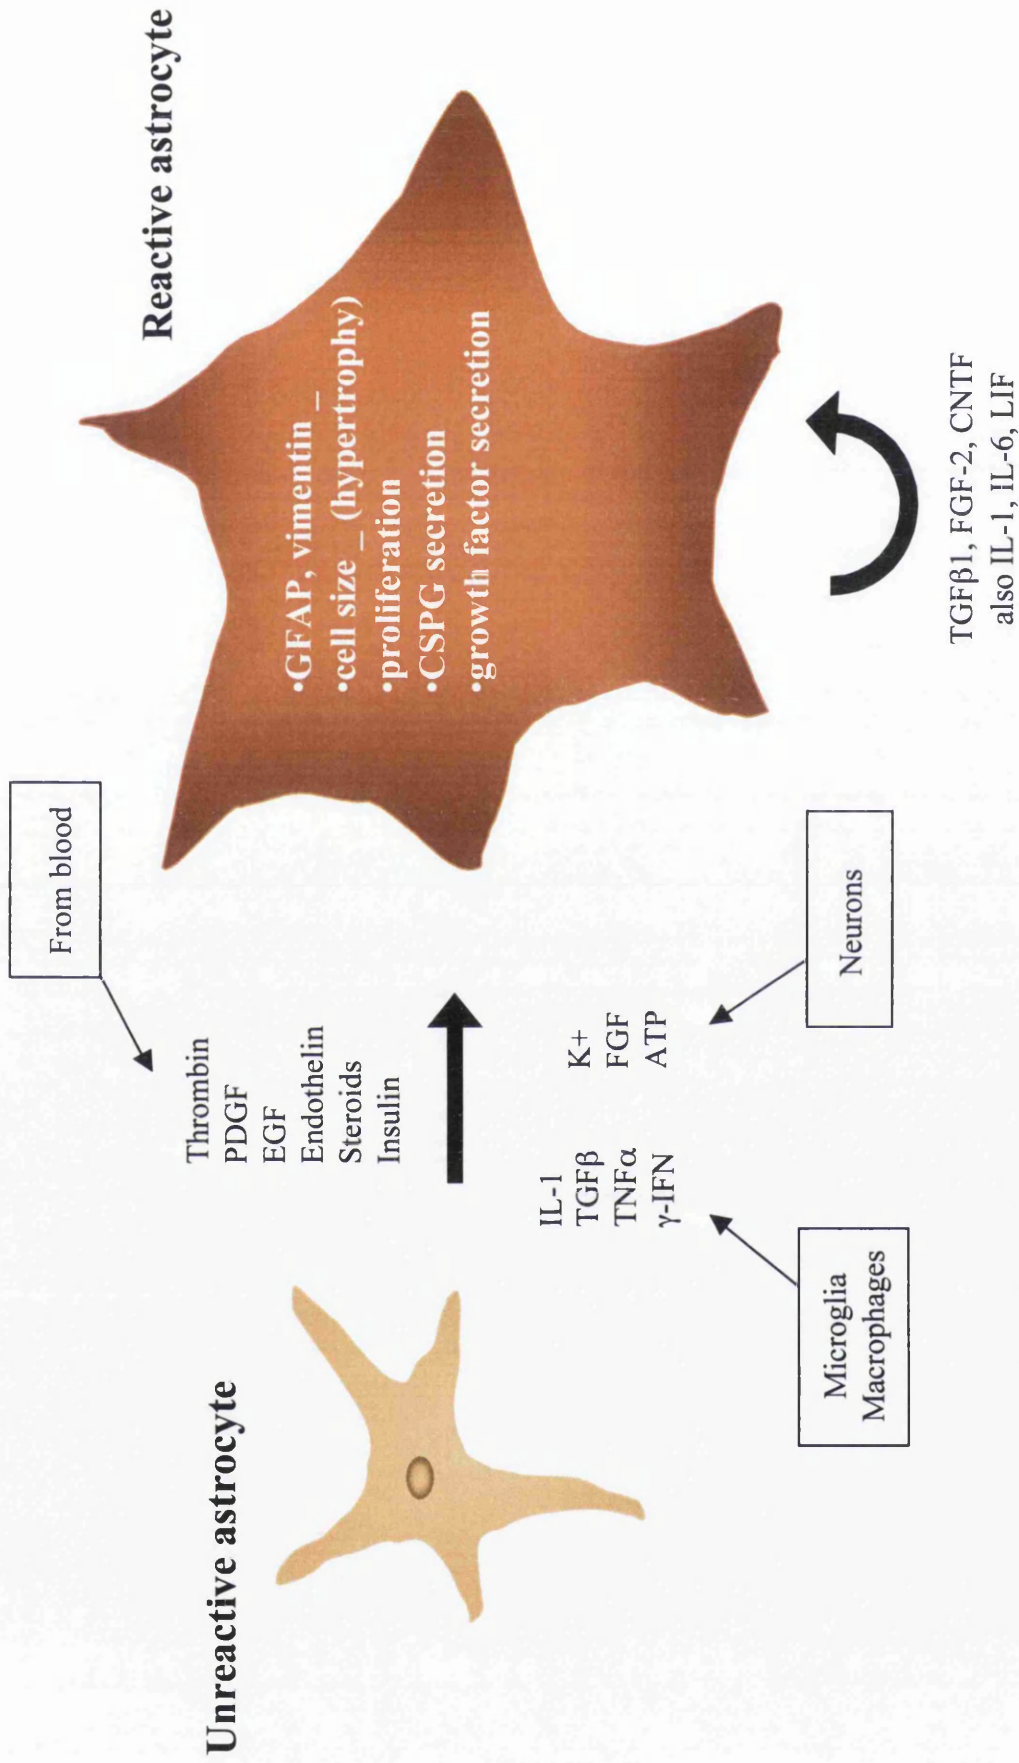 Unreactive astrocyte
Reactive astrocyte
From blood
Thrombin
PDGF
EGF
Endothelin
Steroids
Insulin
•GFAP, vimentin _
•cell size _ (hypertrophy)
•proliferation
•CSPG secretion
•growth factor secretion
IL-1
TGFβ
TNFα
γ-IFN
K+
FGF
ATP
Microglia
Macrophages
Neurons
TGFβ1, FGF-2, CNTF
also IL-1, IL-6, LIF